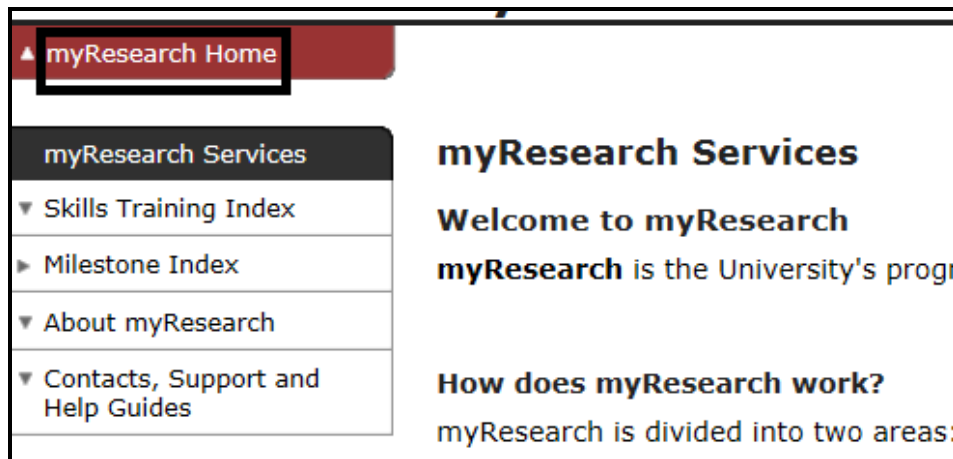 myResearch Home
myResearch Services
Skills Training Index
Milestone Index
About myResearch
Contacts, Support and
Help Guides
myResearch Services
Welcome to myResearch
myResearch is the University's
How does myResearch work?
myResearch is divided into two areas: